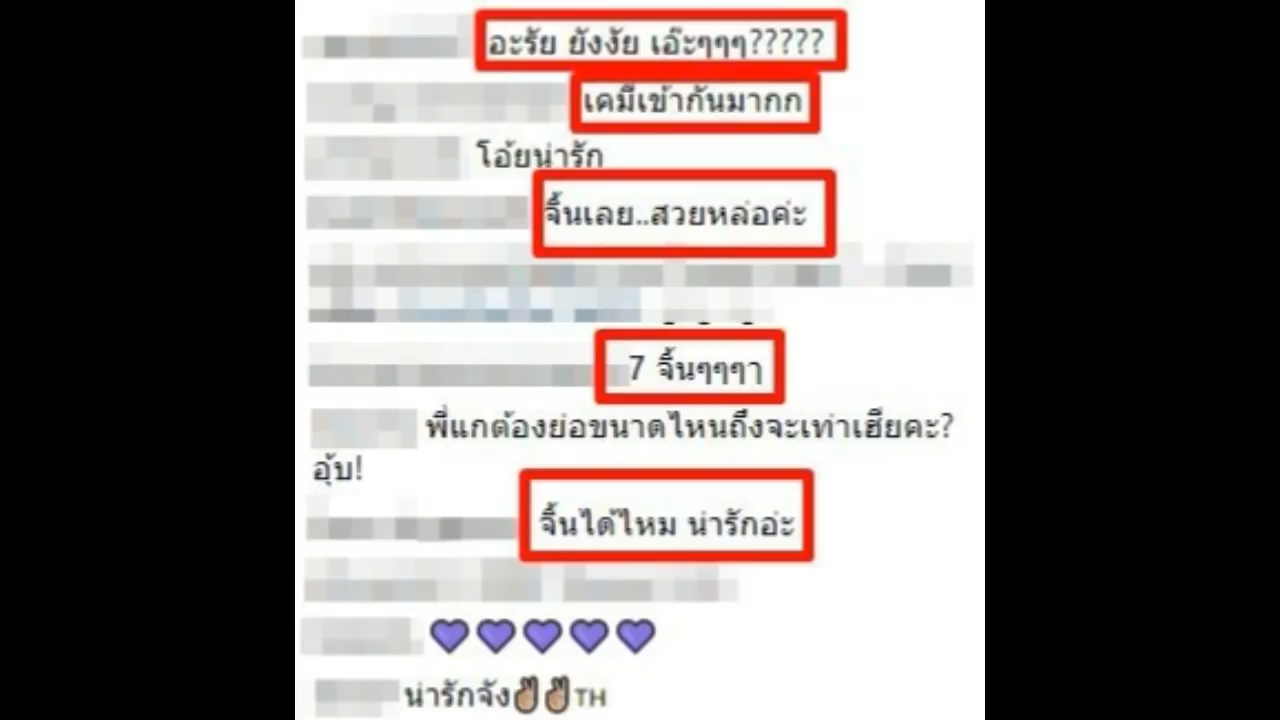 อะรัย ยังงัย เอ๊ะๆๆๆ?????
เคมีเข้ากันมากก
โอ้ยน่ารัก
จิ้นเลย..สวยหล่อค่ะ
7 จิ้นๆๆๆา
พี่แกต้องย่อขนาดไหนถึงจะเท่าเฮียคะ?
อุ้บ!
จิ้นได้ไหม น่ารักอ่ะ
💜💜💜💜💜
น่ารักจัง✌🏽✌🏽TH